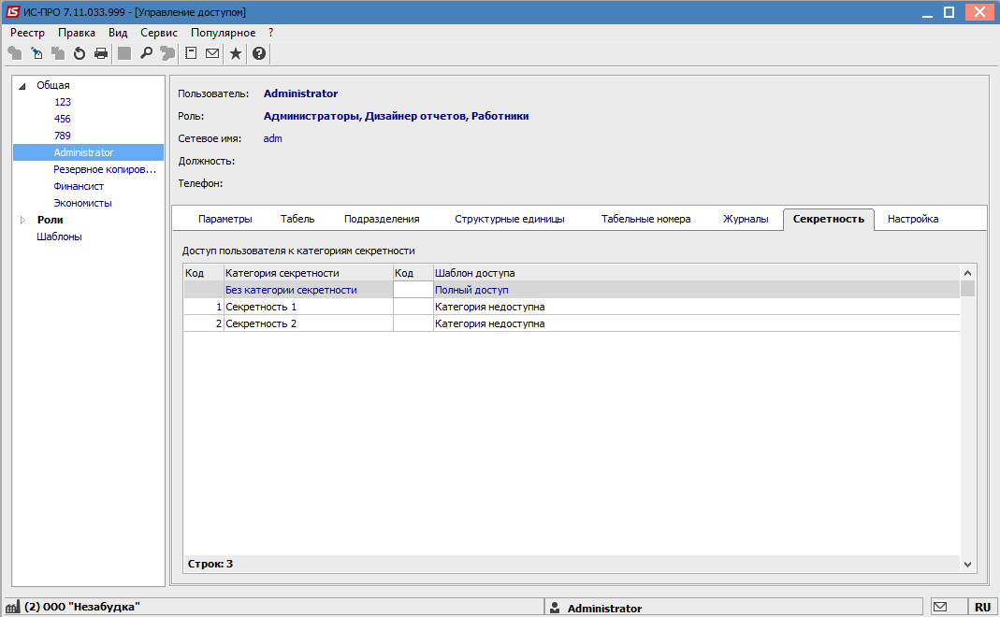 ИС-ПРО 7.11.033.999 - [Управление доступом]
Реестр Правка Вид Сервис Популярное ?
Общая
123
456
789
Administrator
Резервное копиров...
Финансист
Экономисты
Роли
Шаблоны
Пользователь: Administrator
Роль: Администраторы, Дизайнер отчетов, Работники
Сетевое имя: adm
Должность:
Телефон:
Параметры Табель Подразделения Структурные единицы Табельные номера Журналы Секретность Настройка
Доступ пользователя к категориям секретности
Код Категория секретности Код Шаблон доступа
Без категории секретности Полный доступ
1 Секретность 1 Категория недоступна
2 Секретность 2 Категория недоступна
Строк: 3
(2) ООО "Незабудка" Administrator RU